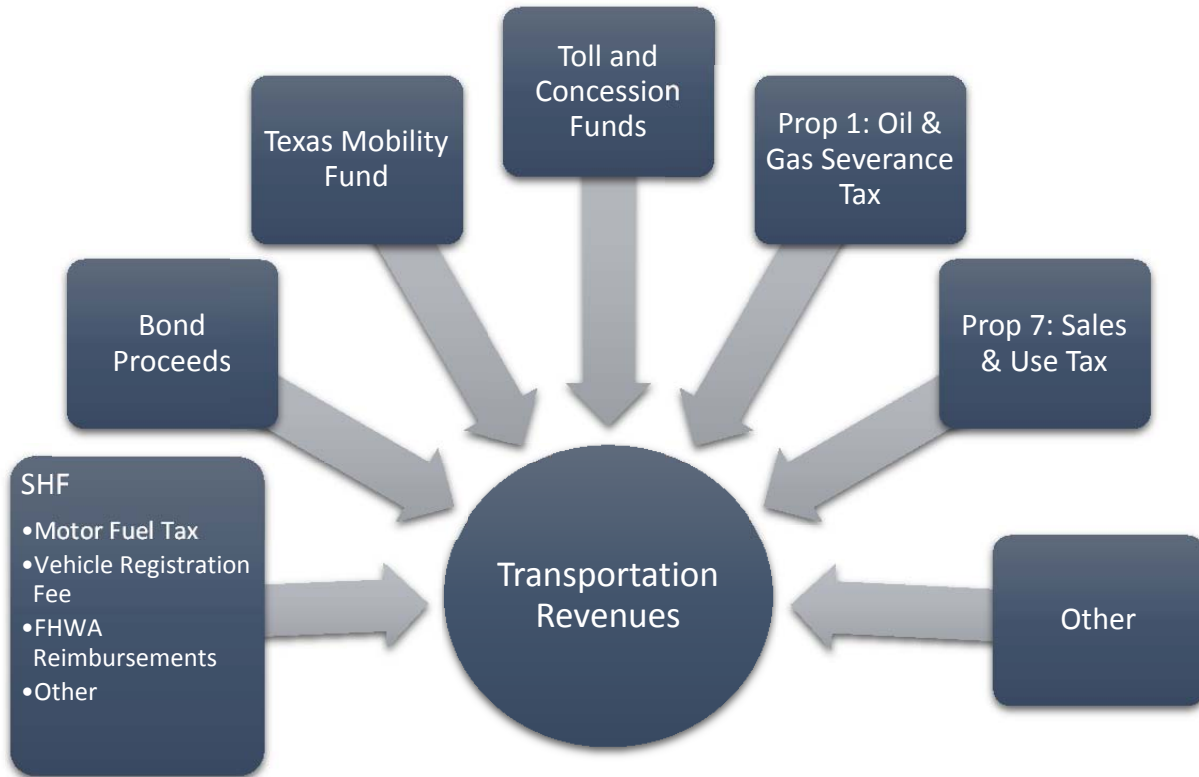 Toll and
Concession
Funds
Texas Mobility
Fund
Prop 1: Oil &
Gas Severance
Tax
Bond
Proceeds
Prop 7: Sales
& Use Tax
SHF
•Motor Fuel Tax
•Vehicle Registration
Fee
•FHWA
Reimbursements
•Other
Transportation
Revenues
Other